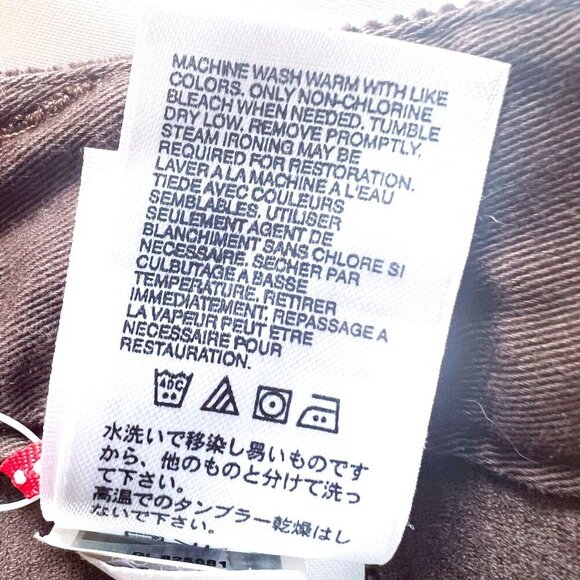 MACHINE WASH WARM WITH LIKE
COLORS. ONLY NON-CHLORINE
BLEACH WHEN NEEDED. TUMBLE
DRY LOW, REMOVE PROMPTLY,
STEAM IRONING MAY BE
REQUIRED FOR RESTORATION.
LAVER A LA MACHINE A L'EAU
TIEDE AVEC COULEURS
SEMBLABLES, UTILISER
SEULEMENT AGENT DE
BLANCHIMENT SANS CHLORE SI
NECESSAIRE; SECHER PAR
CULBUTAGE A BASSE
TEMPERATURE, RETIRER
IMMEDIATEMENT. REPASSAGE A
LA VAPEUR PEUT ETRE
NECESSAIRE POUR
RESTAURATION.
水洗いで移染し易いものです
から、他のものと分けて洗っ
て下さい。
高温でのタンブラー乾燥はし
ないで下さい。